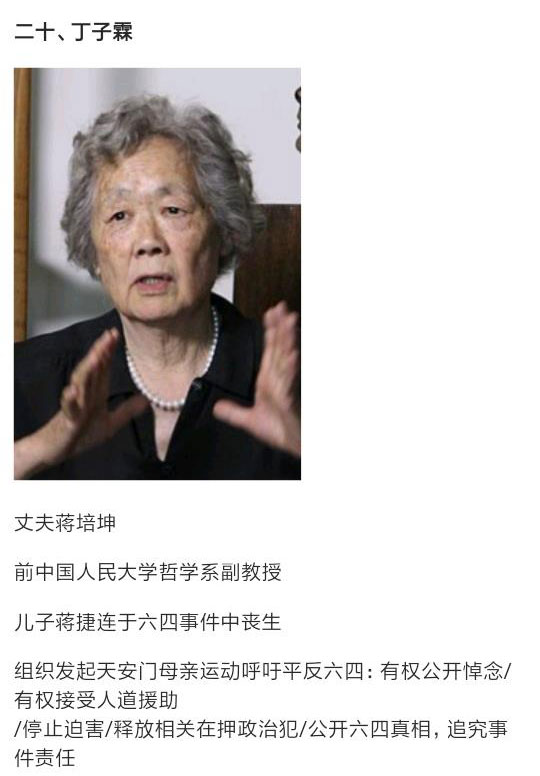 二十、丁子霖
丈夫蒋培坤
前中国人民大学哲学系副教授
儿子蒋捷连于六四事件中丧生
组织发起天安门母亲运动呼吁平反六四：有权公开悼念/
有权接受人道援助
/停止迫害/释放相关在押政治犯/公开六四真相，追究事
件责任